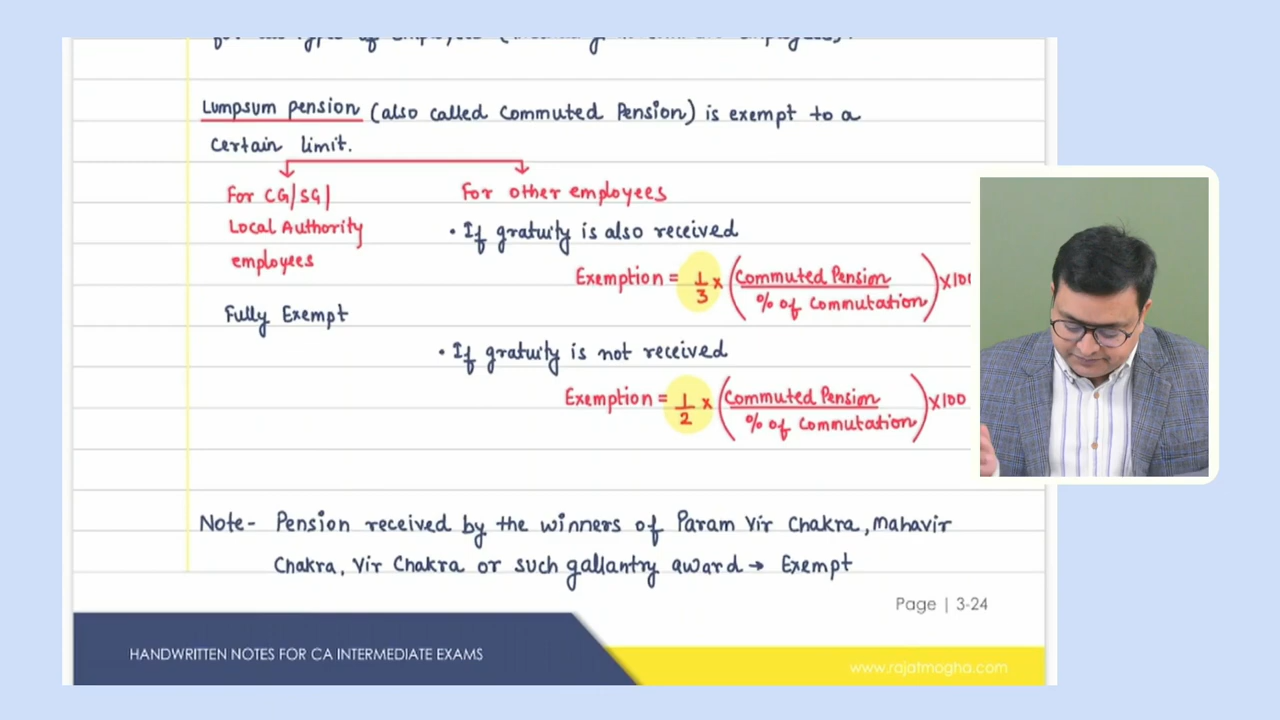 Lumpsum pension (also called Commuted Pension) is exempt to a
certain limit.
For CG/SG/
Local Authority
employees
Fully Exempt
For other employees
• If gratuity is also received
Exemption = 1/3 × (Commuted Pension / % of Commutation) × 100
• If gratuity is not received
Exemption = 1/2 × (Commuted Pension / % of Commutation) × 100
Note- Pension received by the winners of Param Vir Chakra, Mahavir
Chakra, Vir Chakra or such gallantry award → Exempt
Page | 3-24
HANDWRITTEN NOTES FOR CA INTERMEDIATE EXAMS
www.rajatmogha.com